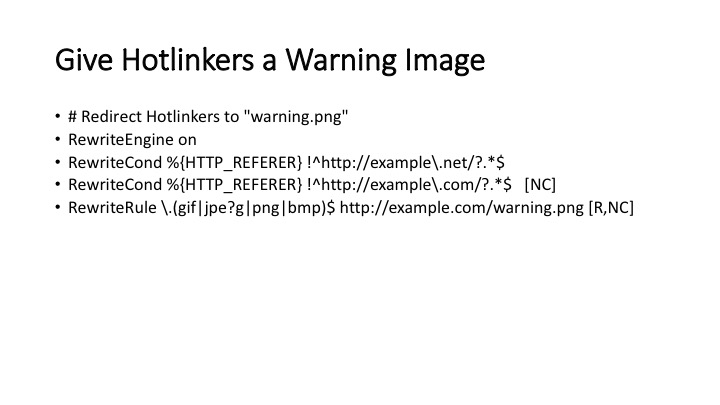 Give Hotlinkers a Warning Image
• # Redirect Hotlinkers to "warning.png"
• RewriteEngine on
• RewriteCond %{HTTP_REFERER} !^http://example\.net/?.*$
• RewriteCond %{HTTP_REFERER} !^http://example\.com/?.*$   [NC]
• RewriteRule \.(gif|jpe?g|png|bmp)$ http://example.com/warning.png [R,NC]